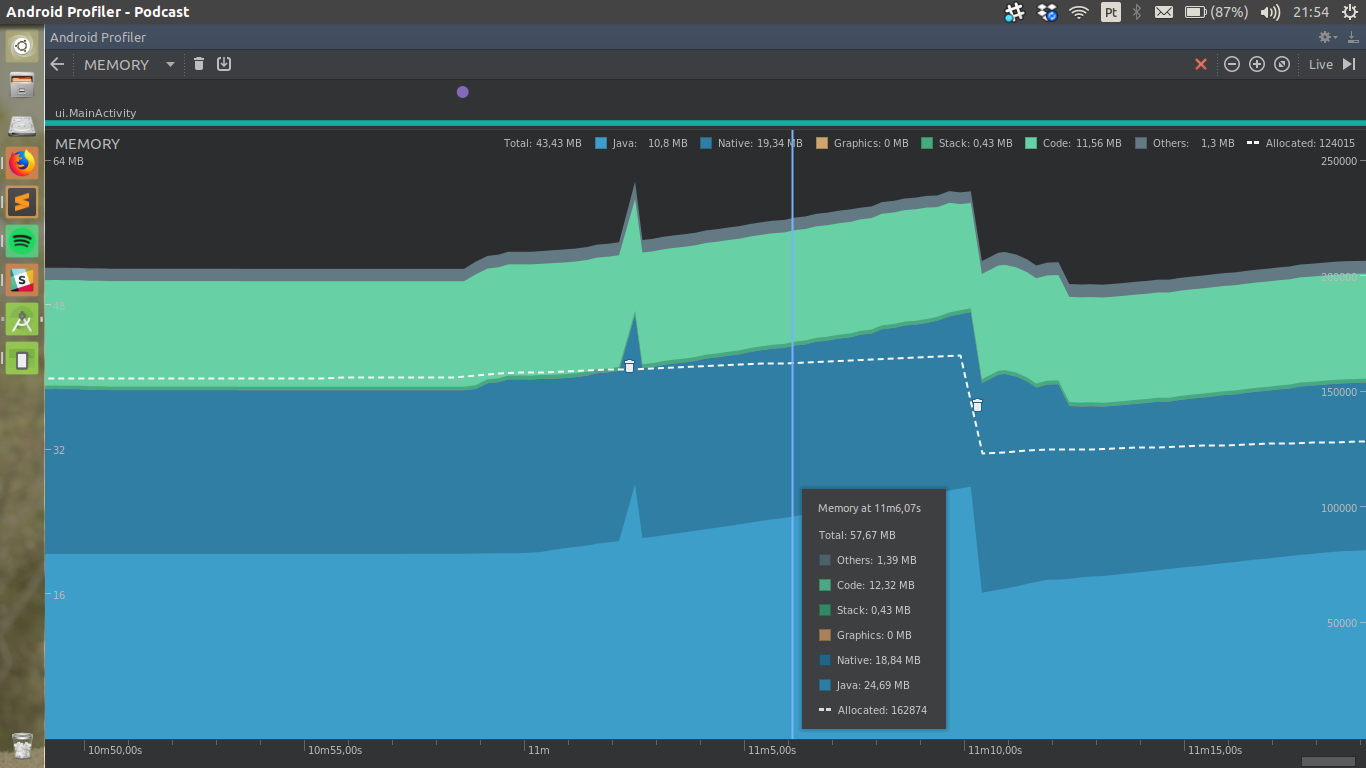 Android Profiler - Podcast
Pt
(87%)
21:54
Android Profiler
MEMORY
Live
ui.MainActivity
MEMORY
Total: 43,43 MB Java: 10,8 MB Native: 19,34 MB Graphics: 0 MB Stack: 0,43 MB Code: 11,56 MB Others: 1,3 MB Allocated: 124015
64 MB
250000
200000
48
150000
32
100000
16
50000
Memory at 11m6,07s
Total: 57,67 MB
Others: 1,39 MB
Code: 12,32 MB
Stack: 0,43 MB
Graphics: 0 MB
Native: 18,84 MB
Java: 24,69 MB
Allocated: 162874
10m50,00s 10m55,00s 11m 11m5,00s 11m10,00s 11m15,00s